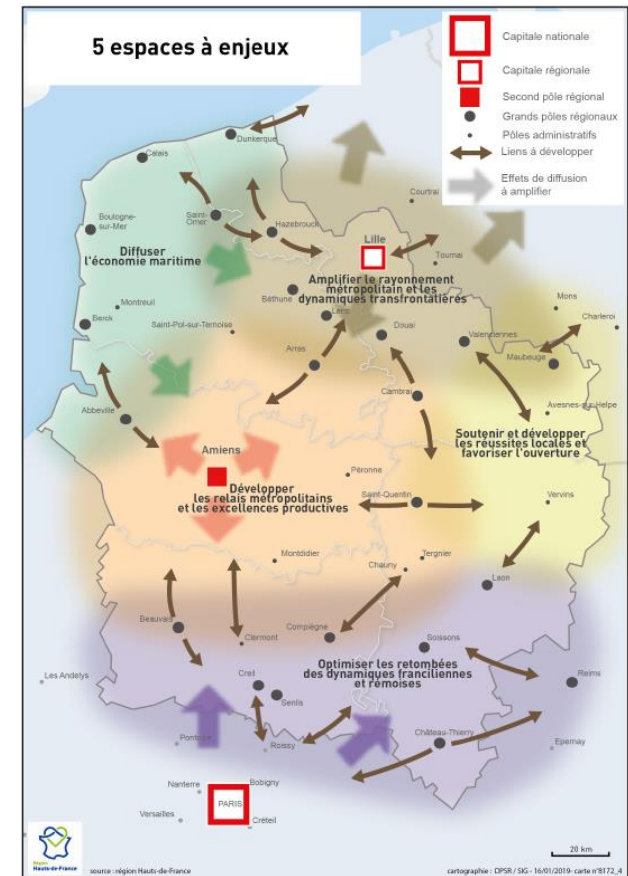 5 espaces à enjeux
Capitale nationale
Capitale régionale
Second pôle régional
Grands pôles régionaux
Pôles administratifs
Liens à développer
Effets de diffusion
à amplifier
Dunkerque
Calais
Courtrai
Saint-
Omer
Boulogne-
sur-Mer
Hazebrouck
Lille
Tournai
Diffuser
l'économie maritime
Amplifier le rayonnement
métropolitain et les
dynamiques transfrontalières
Béthune
Lens
Mons
Montreuil
Charleroi
Berck
Saint-Pol-sur-Ternoise
Douai
Valenciennes
Maubeuge
Arras
Cambrai
Avesnes-sur-Helpe
Abbeville
Soutenir et développer
les réussites locales et
favoriser l'ouverture
Amiens
Péronne
Développer
les relais métropolitains
et les excellences productives
Saint-Quentin
Vervins
Montdidier
Tergnier
Chauny
Laon
Beauvais
Clermont
Compiègne
Soissons
Optimiser les retombées
des dynamiques franciliennes
et rémoises
Les Andelys
Creil
Senlis
Reims
Pontoise
Roissy
Château-Thierry
Epernay
Nanterre
Bobigny
PARIS
Versailles
Créteil
Région
Hauts-de-France
source : région Hauts-de-France
20 km
cartographie : DPSR / SIG - 16/01/2019- carte n°8172_4